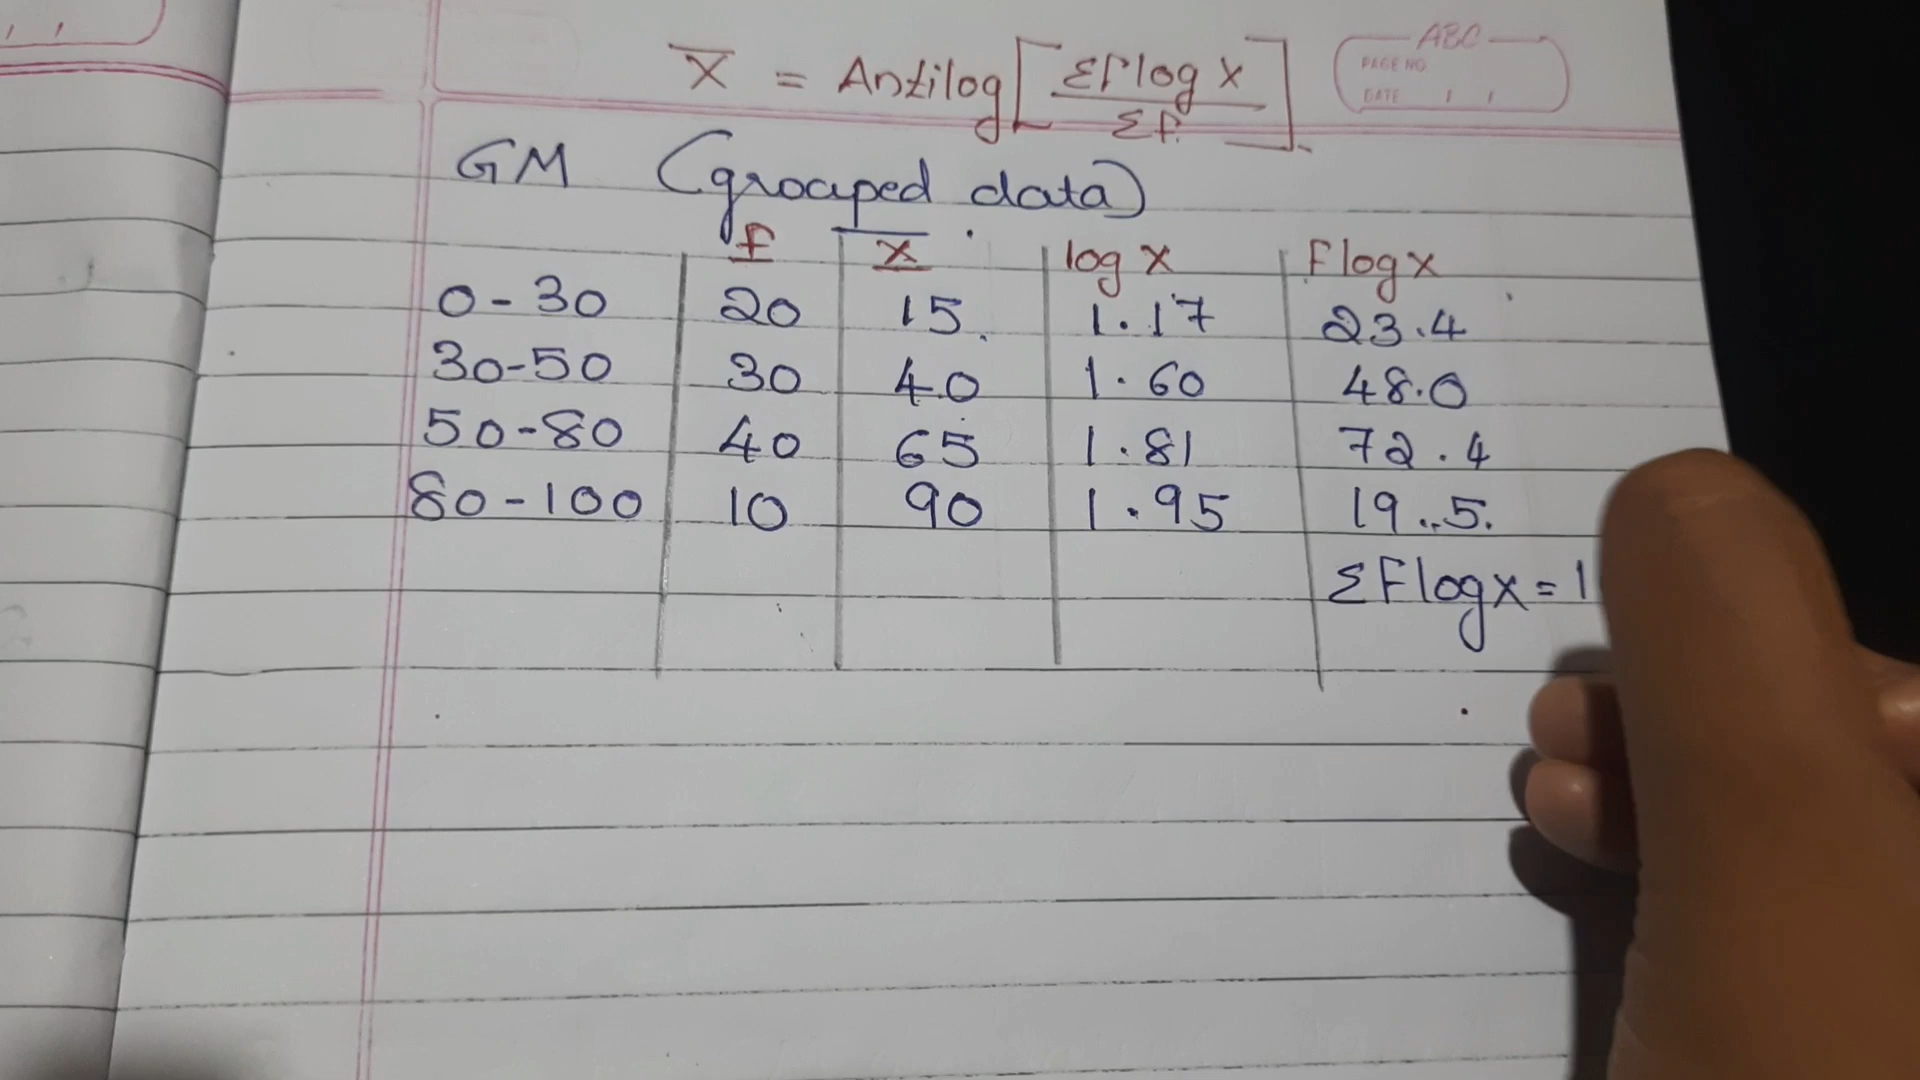 ABC
PAGE NO
DATE / /
X̄ = Antilog [ Σf log x / Σf ]
GM (grouped data)
f x log x F log x
0-30 20 15 1.17 23.4
30-50 30 40 1.60 48.0
50-80 40 65 1.81 72.4
80-100 10 90 1.95 19.5
ΣF log x = 1